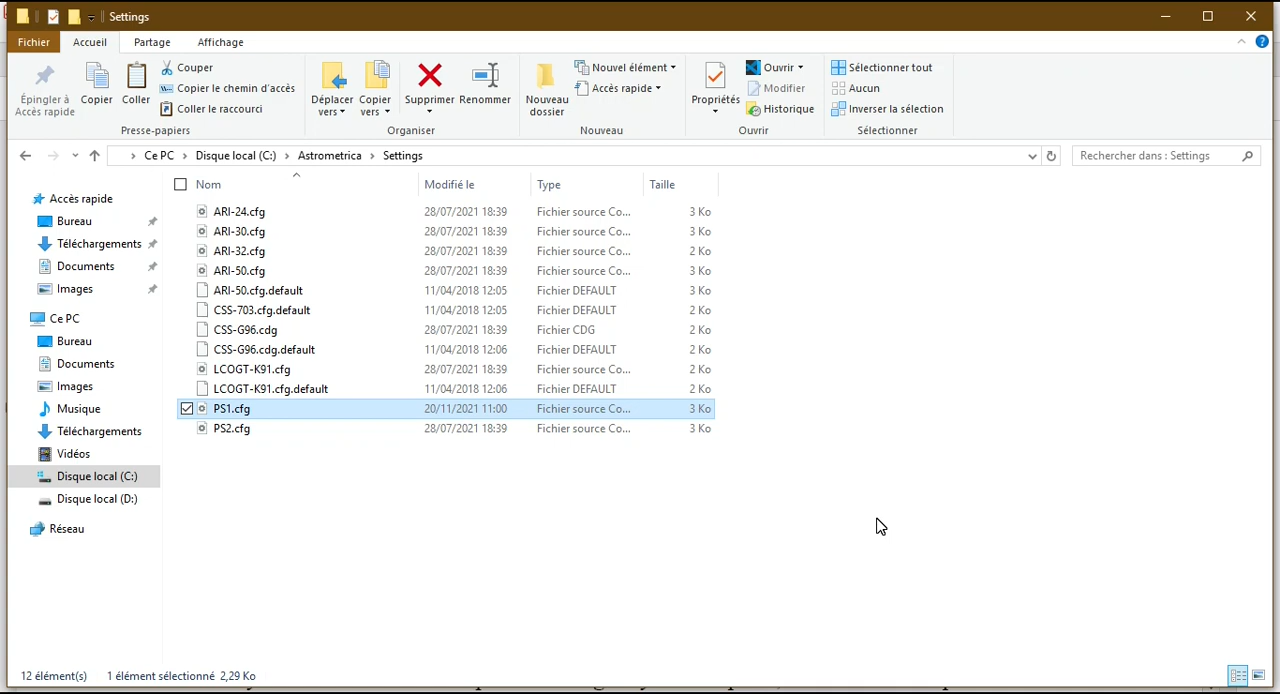 Settings
Fichier Accueil Partage Affichage
Épingler à Accès rapide
Copier
Coller
Couper
Copier le chemin d'accès
Coller le raccourci
Presse-papiers
Déplacer vers
Copier vers
Supprimer
Renommer
Organiser
Nouveau dossier
Nouvel élément
Accès rapide
Nouveau
Propriétés
Ouvrir
Modifier
Historique
Ouvrir
Sélectionner tout
Aucun
Inverser la sélection
Sélectionner
Ce PC > Disque local (C:) > Astrometrica > Settings
Rechercher dans : Settings
Accès rapide
Bureau
Téléchargements
Documents
Images
Ce PC
Bureau
Documents
Images
Musique
Téléchargements
Vidéos
Disque local (C:)
Disque local (D:)
Réseau
Nom Modifié le Type Taille
ARI-24.cfg 28/07/2021 18:39 Fichier source Co... 3 Ko
ARI-30.cfg 28/07/2021 18:39 Fichier source Co... 3 Ko
ARI-32.cfg 28/07/2021 18:39 Fichier source Co... 2 Ko
ARI-50.cfg 28/07/2021 18:39 Fichier source Co... 3 Ko
ARI-50.cfg.default 11/04/2018 12:05 Fichier DEFAULT 3 Ko
CSS-703.cfg.default 11/04/2018 12:05 Fichier DEFAULT 2 Ko
CSS-G96.cdg 28/07/2021 18:39 Fichier CDG 2 Ko
CSS-G96.cdg.default 11/04/2018 12:06 Fichier DEFAULT 2 Ko
LCOGT-K91.cfg 28/07/2021 18:39 Fichier source Co... 2 Ko
LCOGT-K91.cfg.default 11/04/2018 12:06 Fichier DEFAULT 2 Ko
PS1.cfg 20/11/2021 11:00 Fichier source Co... 3 Ko
PS2.cfg 28/07/2021 18:39 Fichier source Co... 3 Ko
12 élément(s) 1 élément sélectionné 2,29 Ko